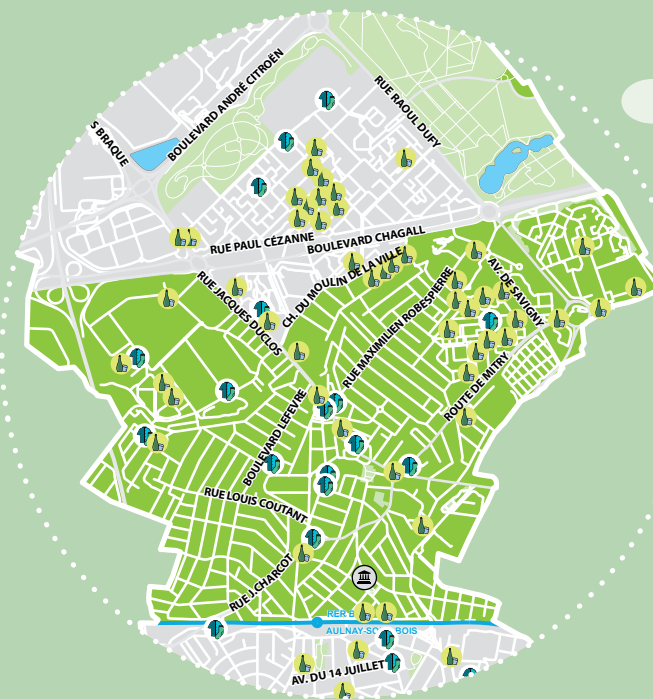 BOULEVARD ANDRÉ CITROËN
RUE RAOUL DUFY
S BRAQUE
RUE PAUL CÉZANNE
BOULEVARD CHAGALL
CH. DU MOULIN DE LA VILLE
RUE JACQUES DUCLOS
AV. DE SAVIGNY
RUE MAXIMILIEN ROBESPIERRE
ROUTE DE MITRY
BOULEVARD LEFEVRE
RUE LOUIS COUTANT
RUE J.CHARCOT
RER B
AULNAY-SO BOIS
AV. DU 14 JUILLET